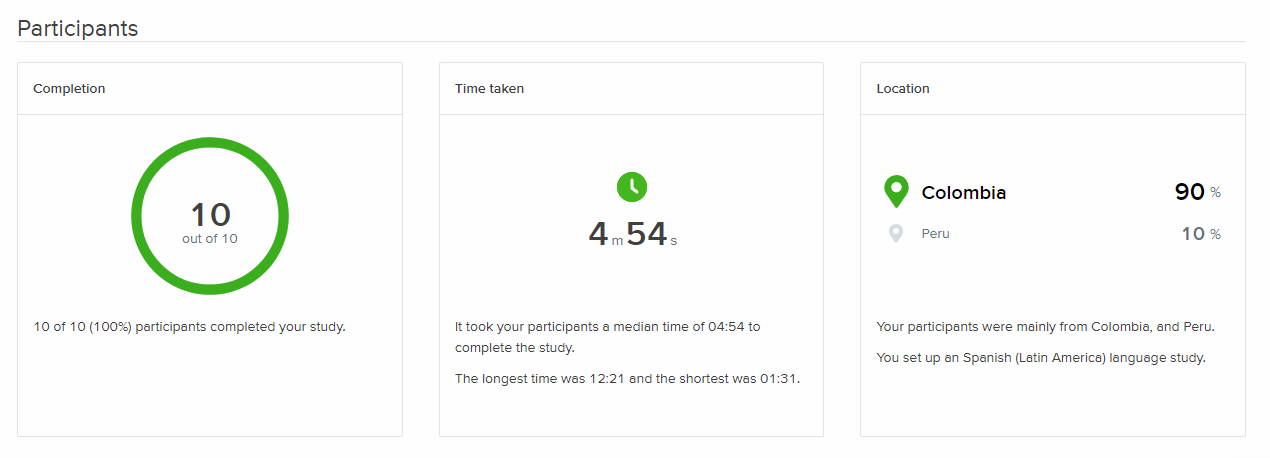 Participants
Completion
10
out of 10
10 of 10 (100%) participants completed your study.
Time taken
4 m 54 s
It took your participants a median time of 04:54 to
complete the study.
The longest time was 12:21 and the shortest was 01:31.
Location
Colombia 90 %
Peru 10 %
Your participants were mainly from Colombia, and Peru.
You set up an Spanish (Latin America) language study.